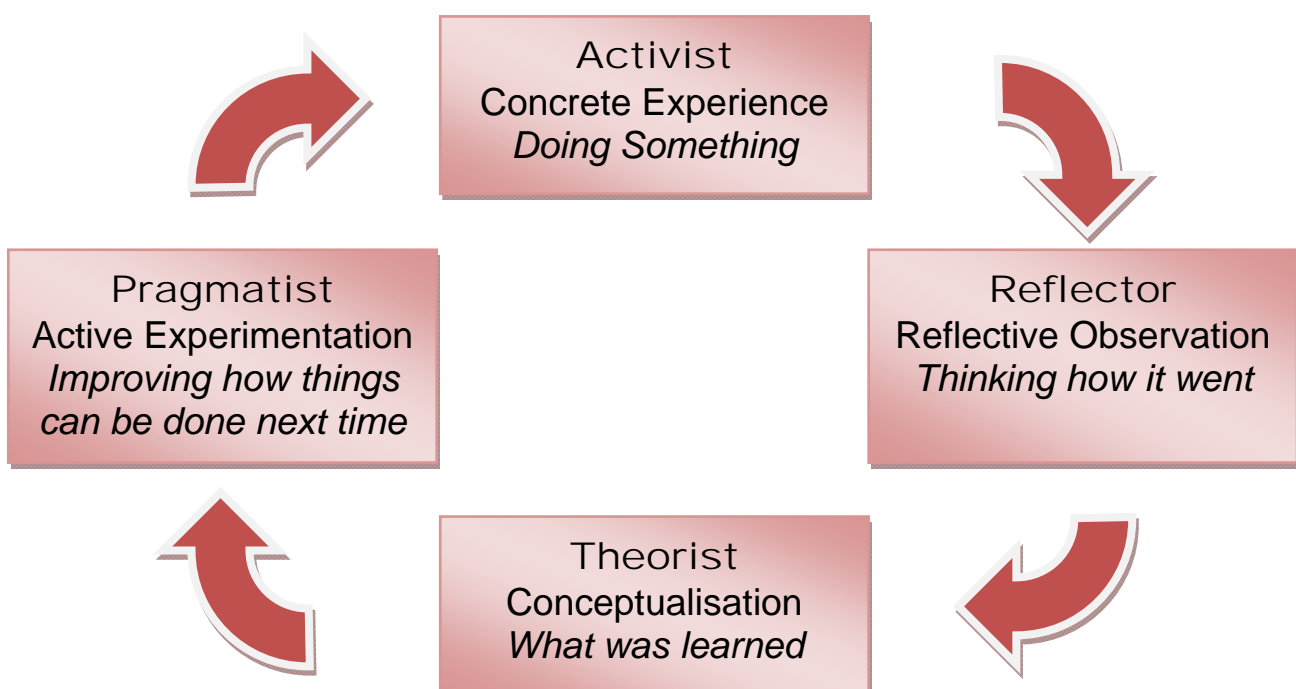 Activist
Concrete Experience
Doing Something
Reflector
Reflective Observation
Thinking how it went
Theorist
Conceptualisation
What was learned
Pragmatist
Active Experimentation
Improving how things
can be done next time